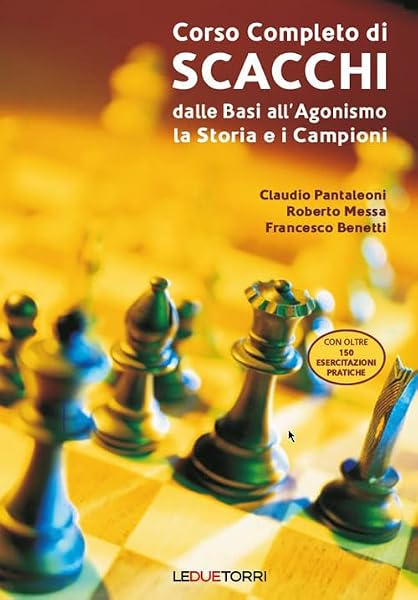 Corso Completo di
SCACCHI
dalle Basi all'Agonismo
la Storia e i Campioni
Claudio Pantaleoni
Roberto Messa
Francesco Benetti
CON OLTRE
150
ESERCITAZIONI
PRATICHE
LEDUETORRI